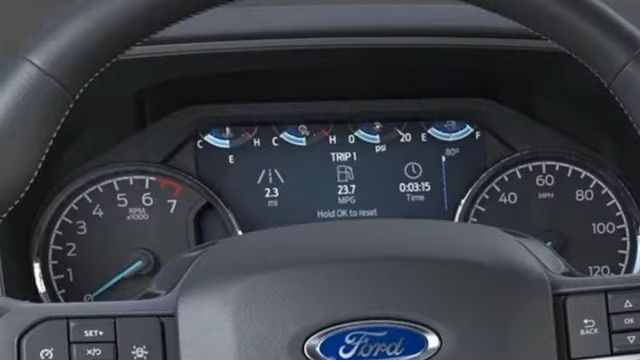 C H C H 0 20 E F
psi
E
TRIP 1
80°
2.3
mi
23.7
MPG
0:03:15
Time
Hold OK to reset
1 2 3 4 5 6 7
RPM
x1000
40 60 80 100 120
MPH
SET+
Ford
BACK
OK